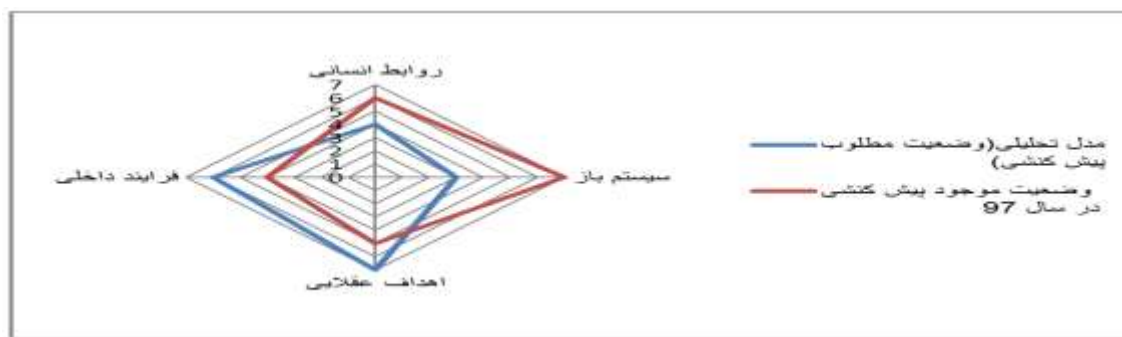 روابط انسانی
7
6
5
4
3
2
1
0
سیستم باز
اهداف عقلایی
فرایند داخلی
مدل تحلیلی(وضعیت مطلوب
پیش کنشی)
وضعیت موجود پیش کنشی
در سال 97